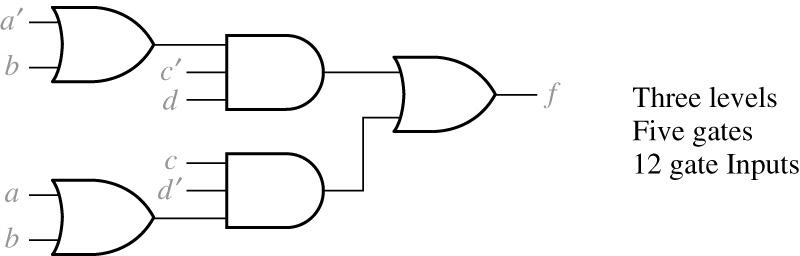 a′
b
c′
d
f
c
d′
a
b
Three levels
Five gates
12 gate Inputs